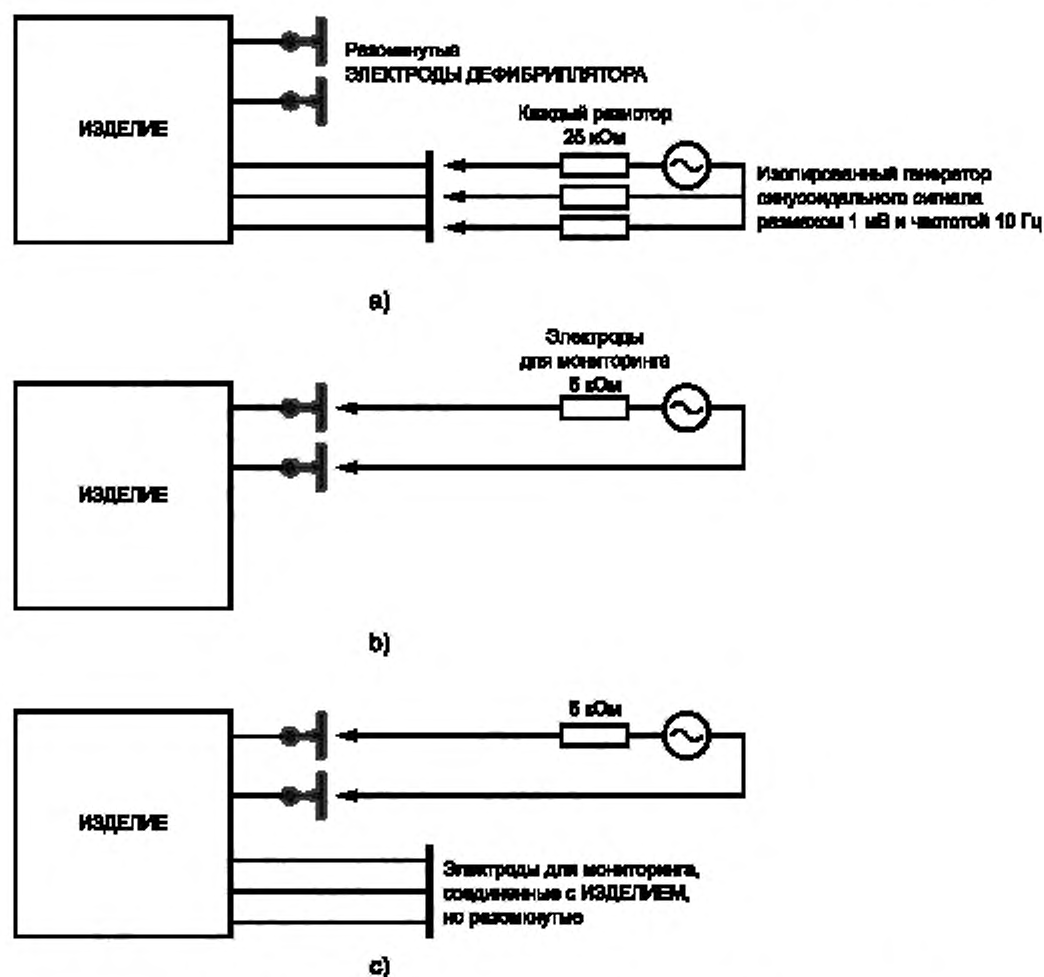 ИЗДЕЛИЕ
Разомкнутые
ЭЛЕКТРОДЫ ДЕФИБРИЛЛЯТОРА
Каждый резистор
25 кОм
Изолированный генератор
синусоидального сигнала
размахом 1 мВ и частотой 10 Гц
a)
Электроды
для мониторинга
5 кОм
ИЗДЕЛИЕ
b)
5 кОм
ИЗДЕЛИЕ
Электроды для мониторинга,
соединенные с ИЗДЕЛИЕМ,
но разомкнутые
c)